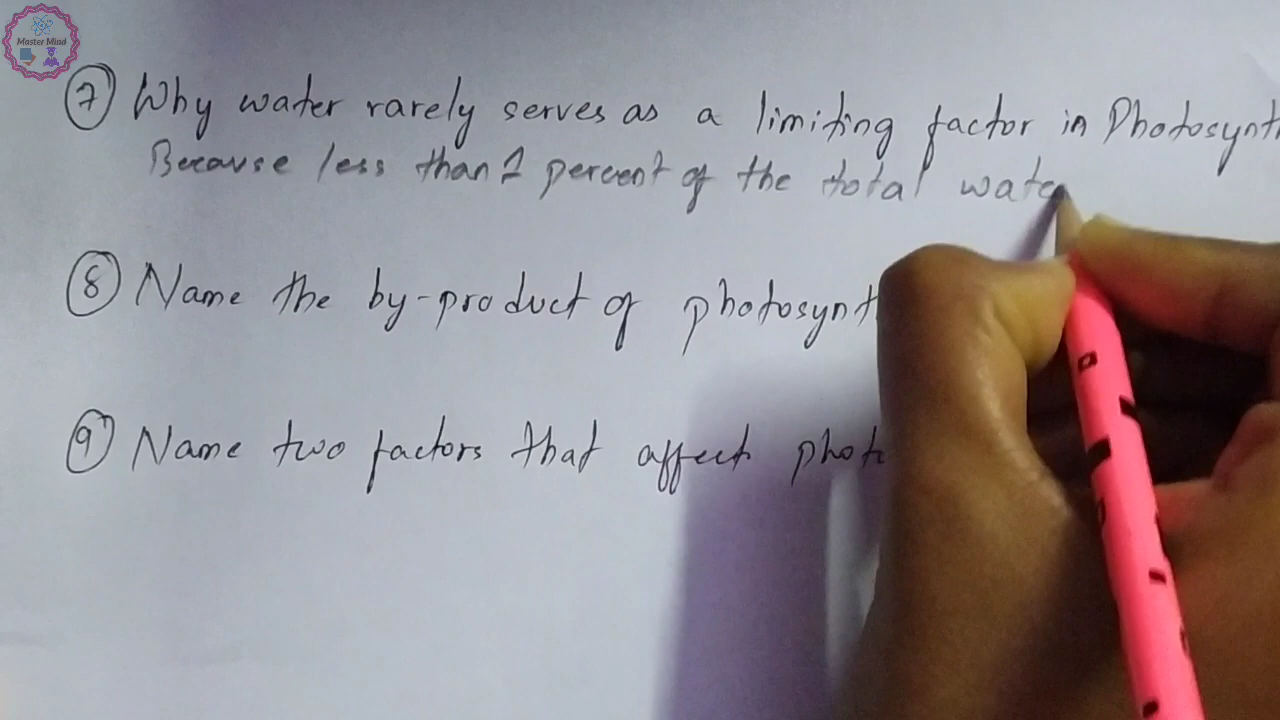 Master Mind
7 Why water rarely serves as a limiting factor in Photosynth
Because less than 1 percent of the total wate
8 Name the by-product of photosynt
9 Name two factors that affect phot